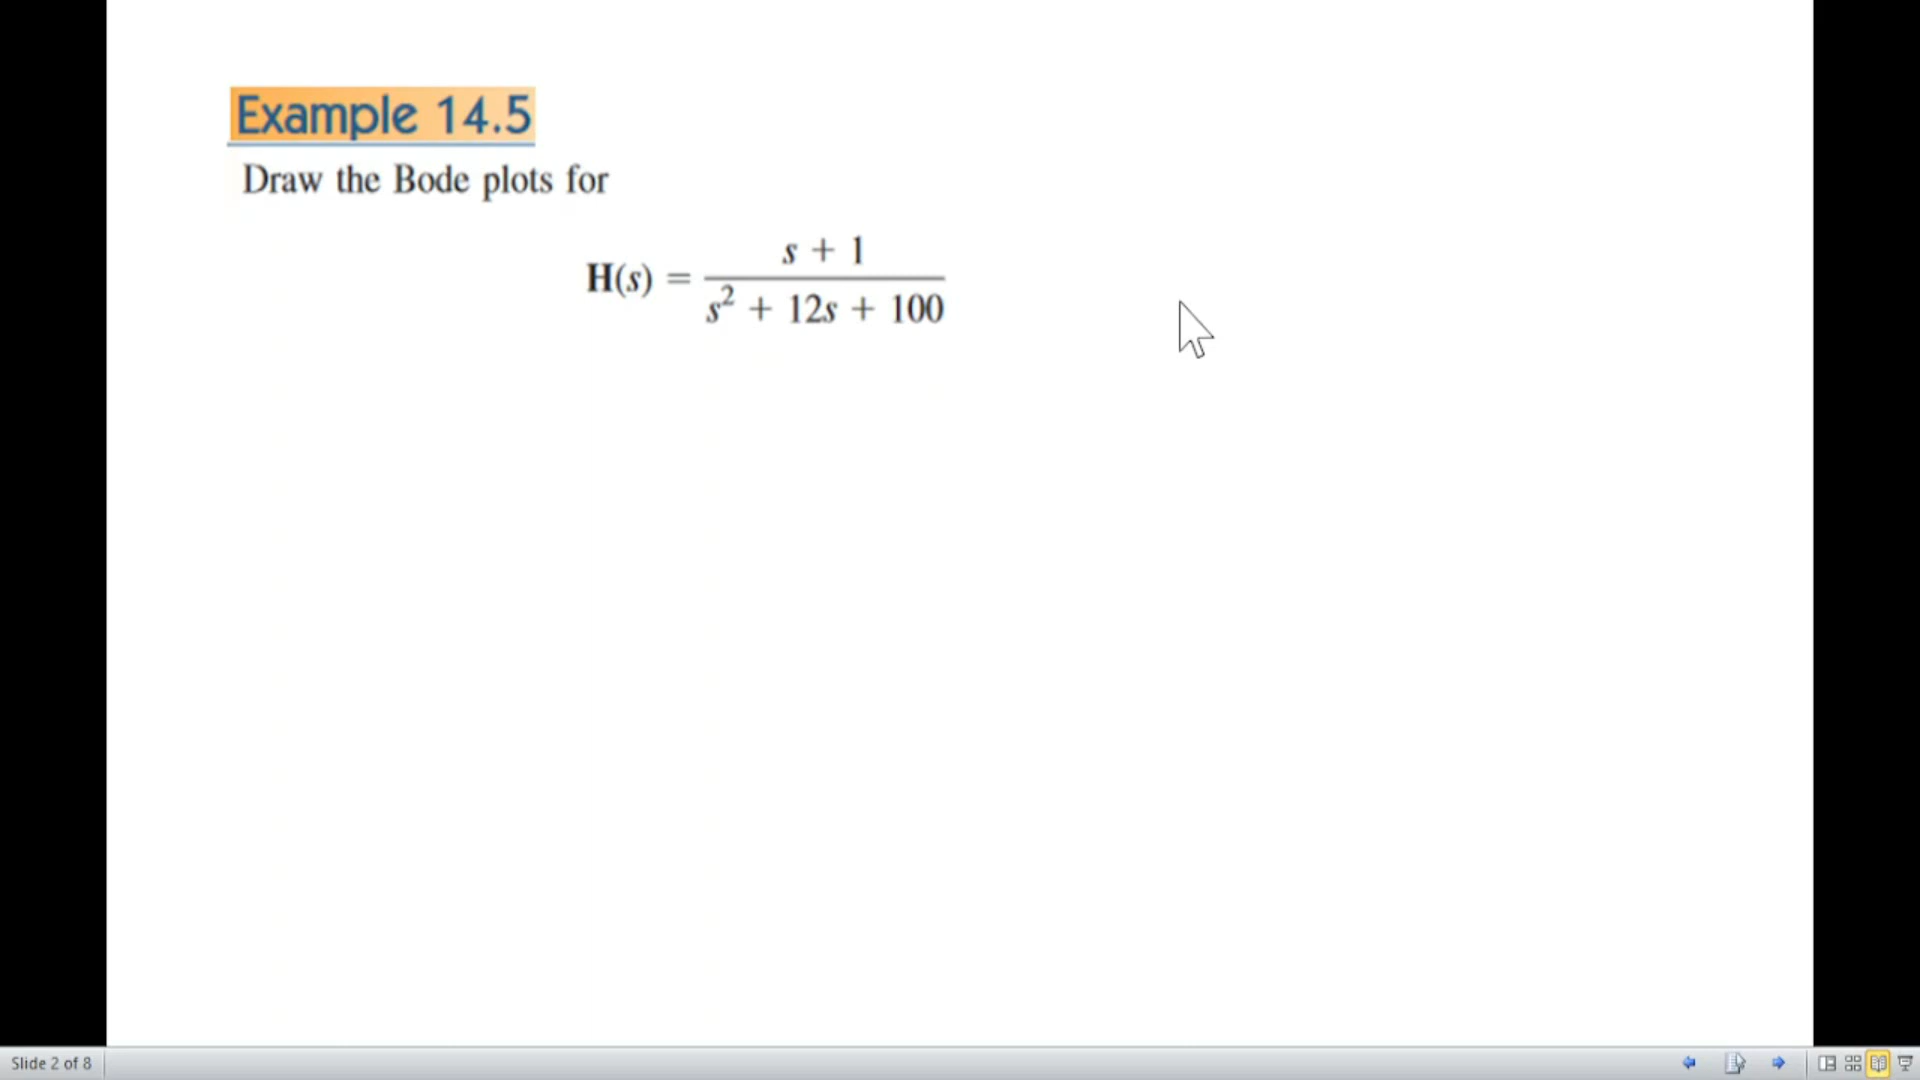 Example 14.5
Draw the Bode plots for
H(s) = (s + 1) / (s² + 12s + 100)
Slide 2 of 8